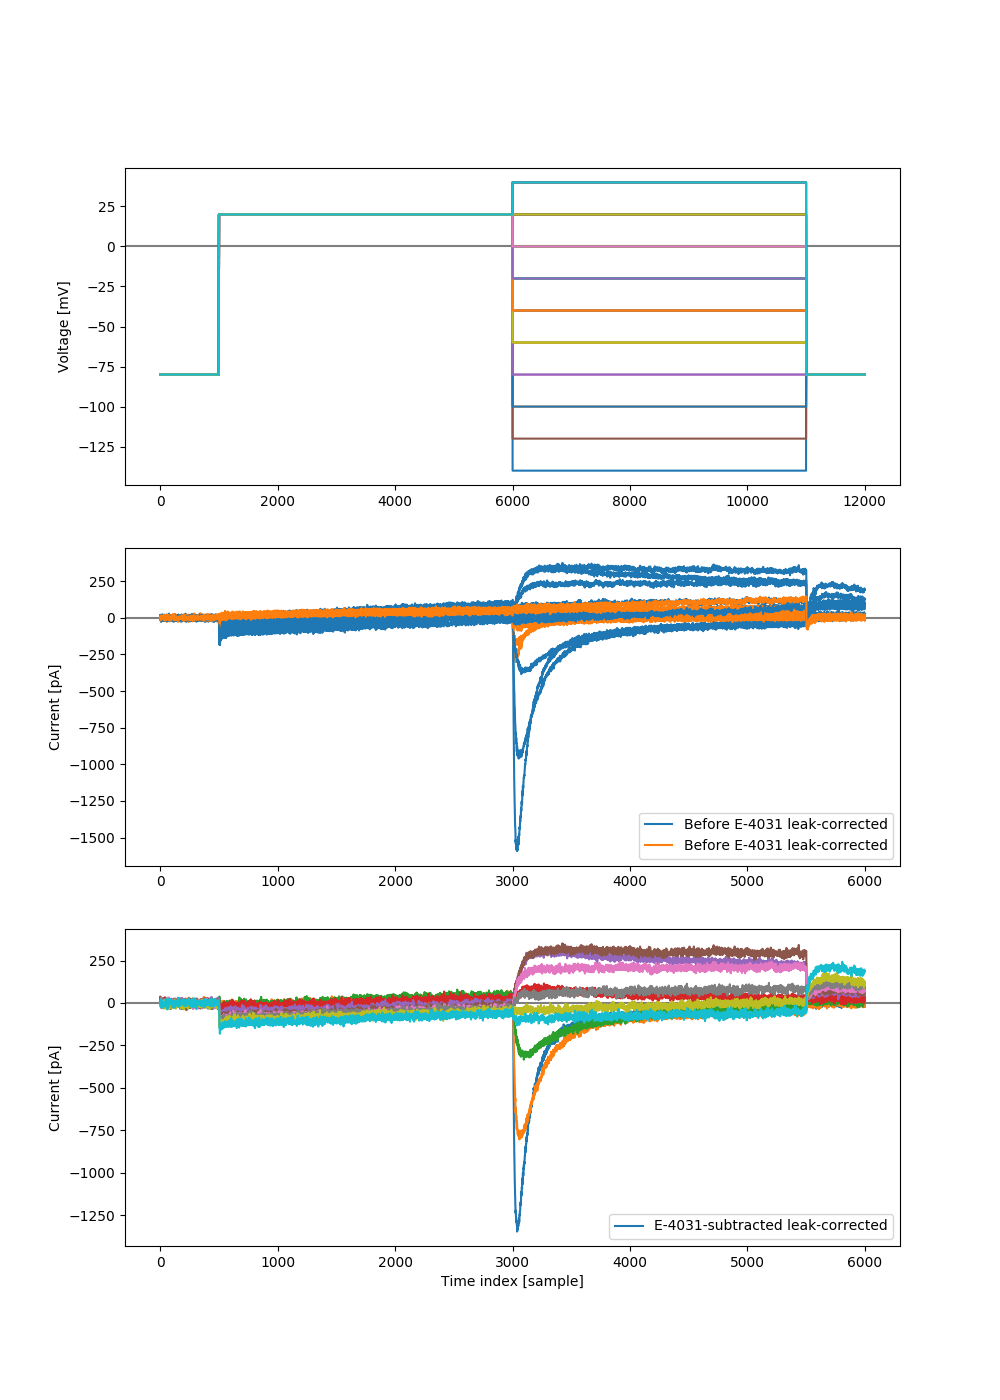 25
0
−25
−50
−75
−100
−125
Voltage [mV]
0 2000 4000 6000 8000 10000 12000
250
0
−250
−500
−750
−1000
−1250
−1500
Current [pA]
Before E-4031 leak-corrected
Before E-4031 leak-corrected
0 1000 2000 3000 4000 5000 6000
250
0
−250
−500
−750
−1000
−1250
Current [pA]
E-4031-subtracted leak-corrected
0 1000 2000 3000 4000 5000 6000
Time index [sample]